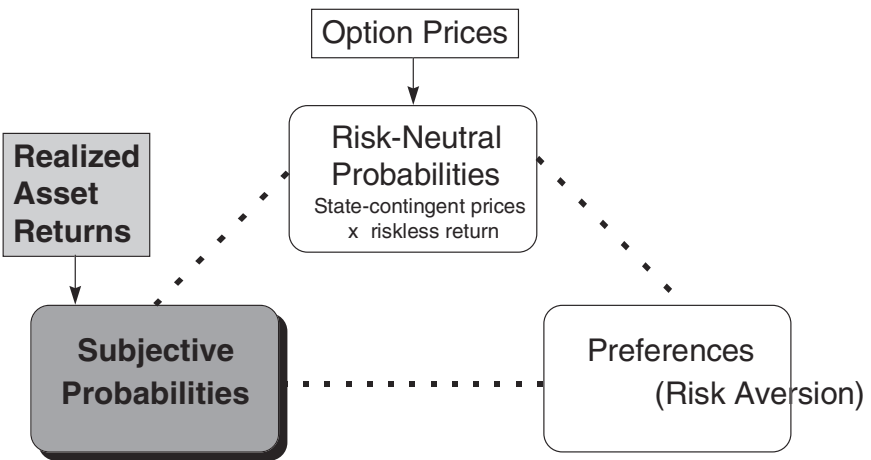 Option Prices
Risk-Neutral
Probabilities
State-contingent prices
x riskless return
Realized
Asset
Returns
Subjective
Probabilities
Preferences
(Risk Aversion)